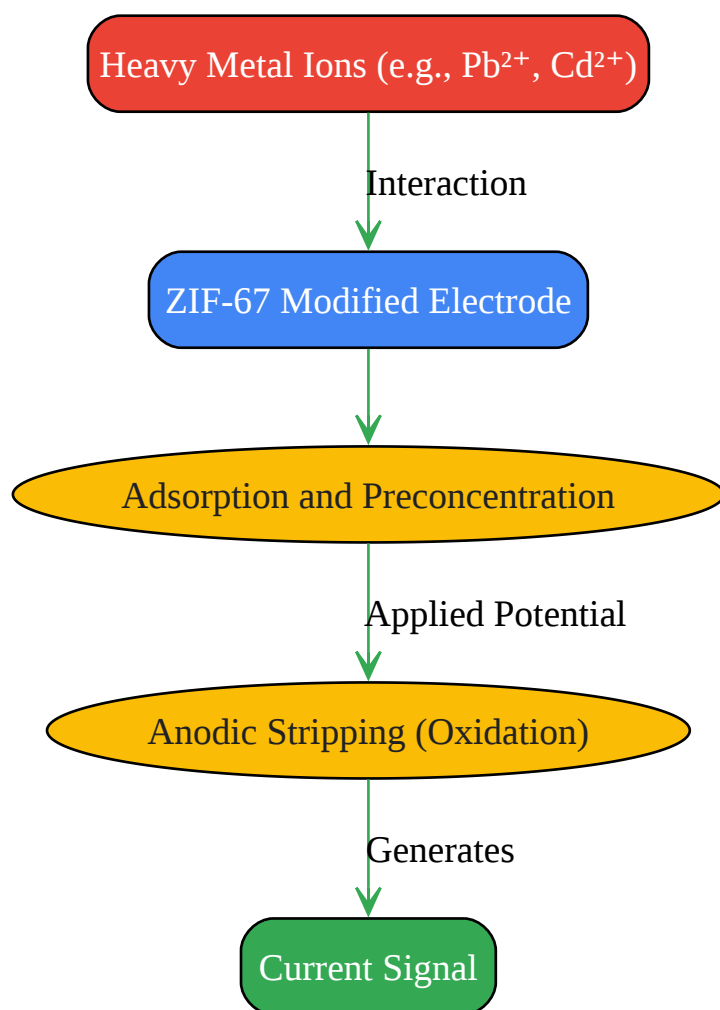 Heavy Metal Ions (e.g., Pb²⁺, Cd²⁺)
Interaction
ZIF-67 Modified Electrode
Adsorption and Preconcentration
Applied Potential
Anodic Stripping (Oxidation)
Generates
Current Signal